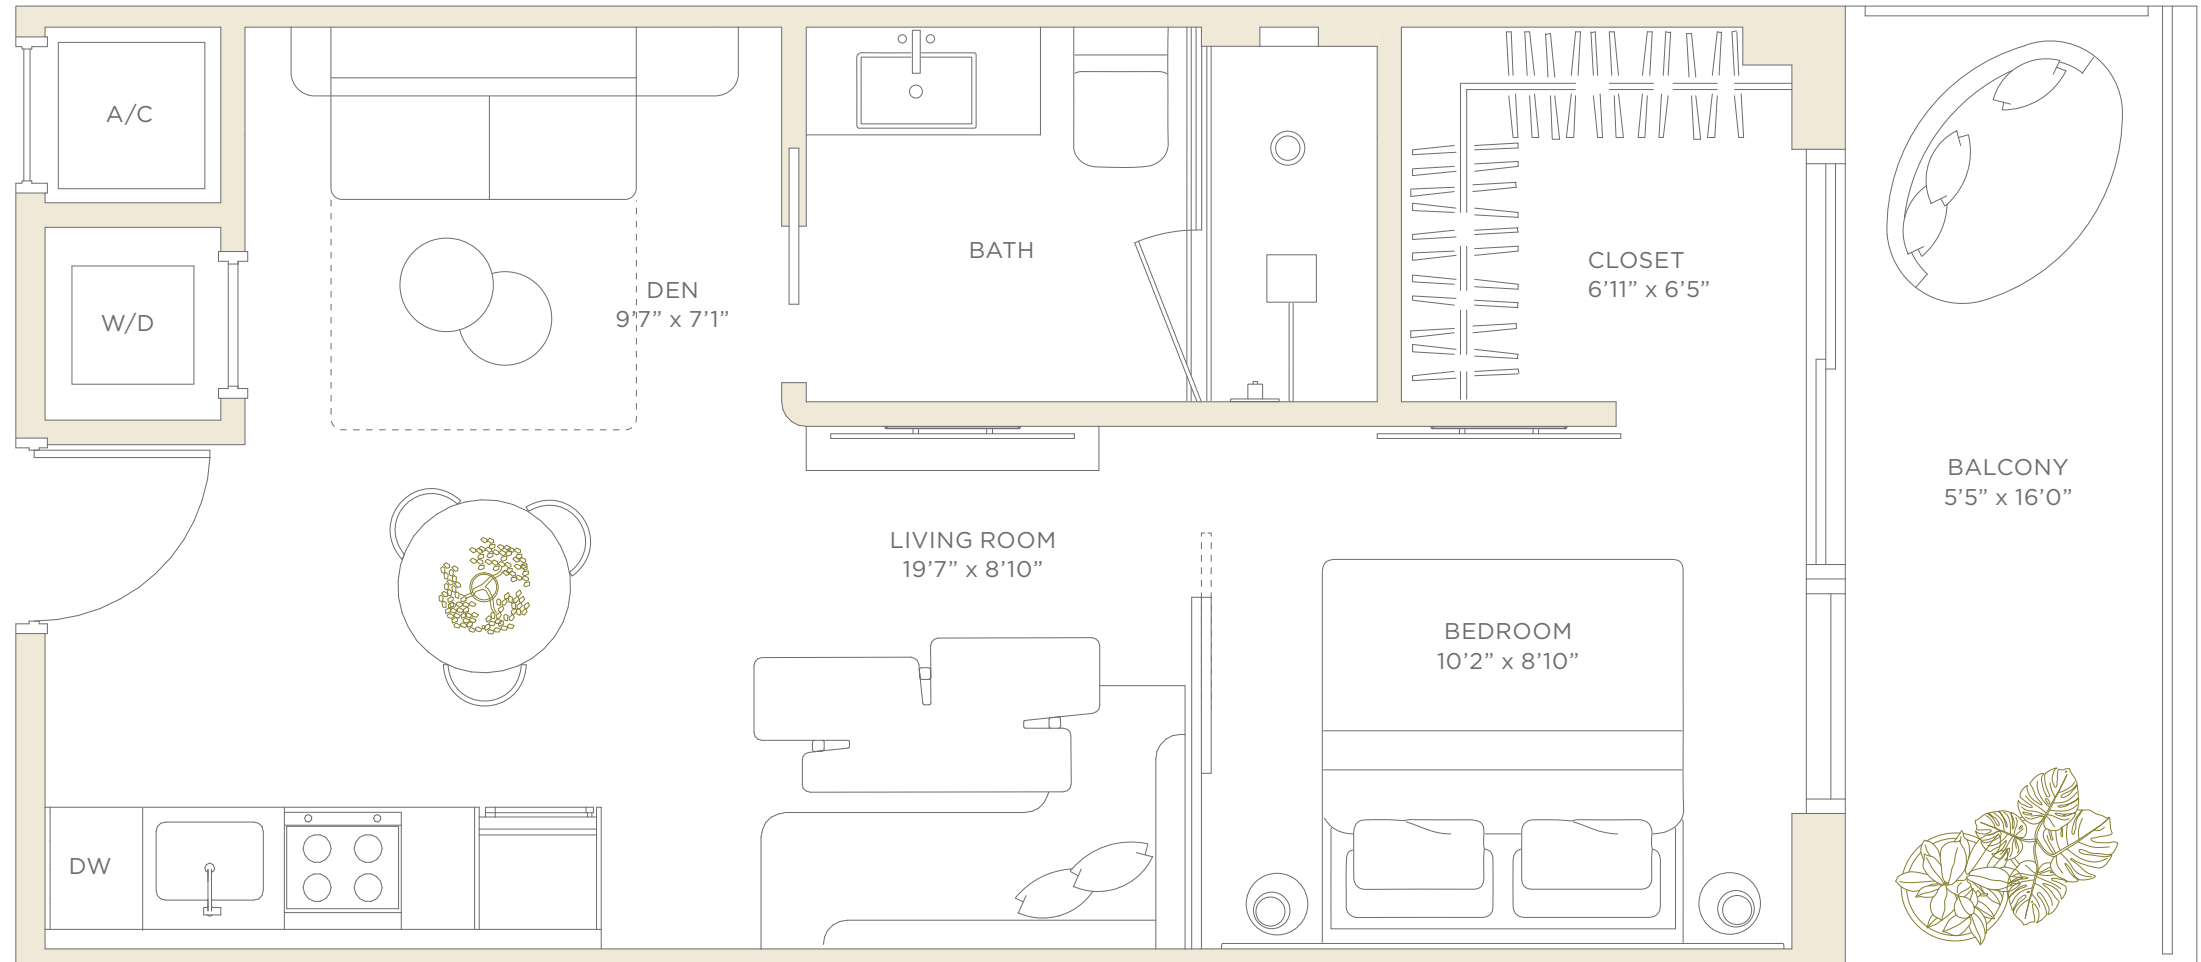 A/C
W/D
DEN
9’7” x 7’1”
BATH
CLOSET
6’11” x 6’5”
BALCONY
5’5” x 16’0”
LIVING ROOM
19’7” x 8’10”
BEDROOM
10’2” x 8’10”
DW